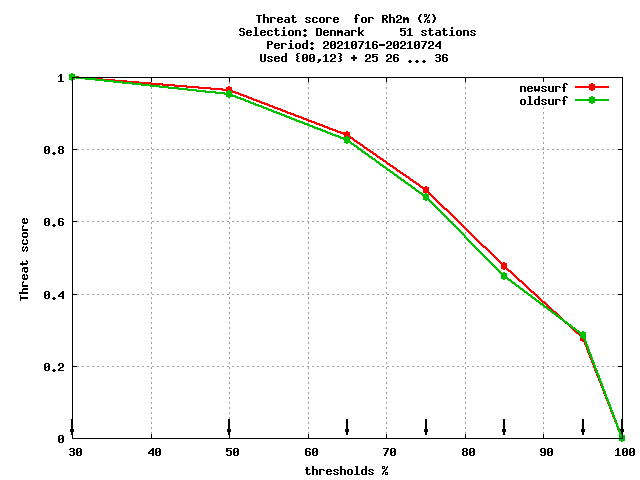 Threat score  for Rh2m (%)
Selection: Denmark     51 stations
Period: 20210716-20210724
Used {00,12} + 25 26 ... 36
newsurf
oldsurf
Threat score
1
0.8
0.6
0.4
0.2
0
30 40 50 60 70 80 90 100
thresholds %